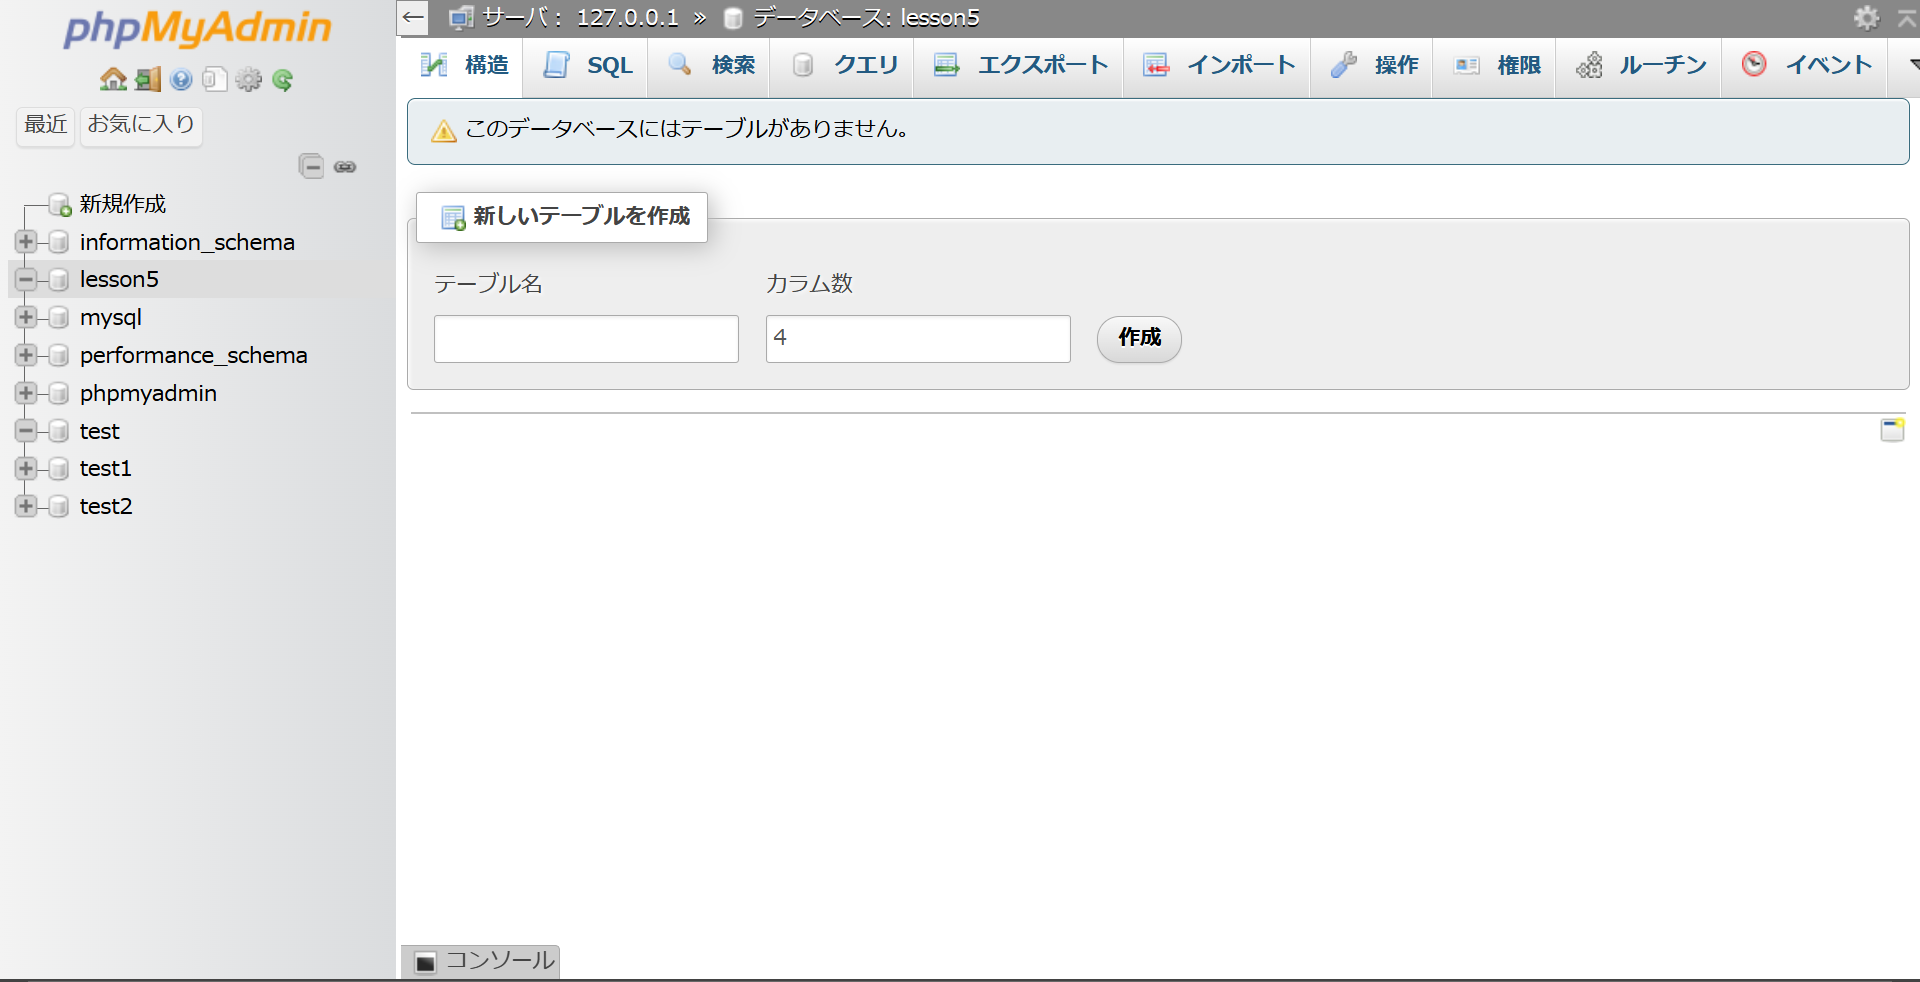 phpMyAdmin
最近 お気に入り
新規作成
information_schema
lesson5
mysql
performance_schema
phpmyadmin
test
test1
test2
サーバ： 127.0.0.1 » データベース: lesson5
構造 SQL 検索 クエリ エクスポート インポート 操作 権限 ルーチン イベント
このデータベースにはテーブルがありません。
新しいテーブルを作成
テーブル名 カラム数
4 作成
コンソール